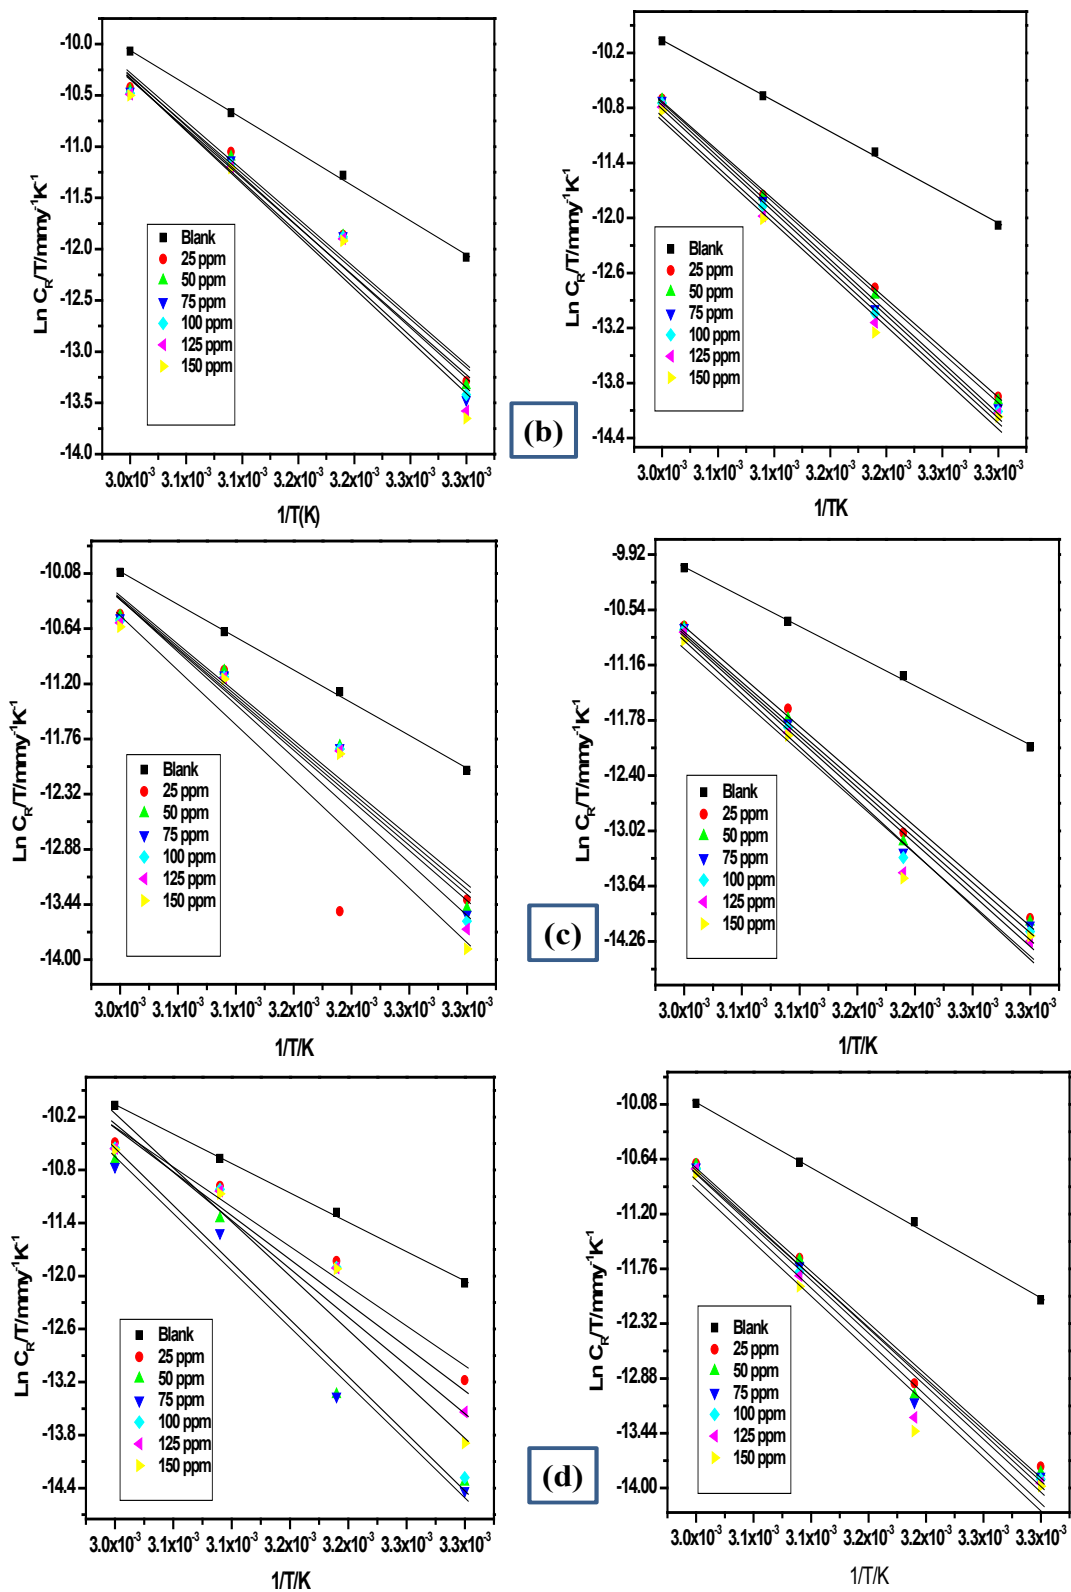 -10.0
-10.5
-11.0
-11.5
-12.0
-12.5
-13.0
-13.5
-14.0
Ln C_R/T/mmy⁻¹K⁻¹
Blank
25 ppm
50 ppm
75 ppm
100 ppm
125 ppm
150 ppm
3.0x10⁻³ 3.1x10⁻³ 3.1x10⁻³ 3.2x10⁻³ 3.2x10⁻³ 3.3x10⁻³ 3.3x10⁻³
1/T(K)
(b)
-10.2
-10.8
-11.4
-12.0
-12.6
-13.2
-13.8
-14.4
Ln C_R/T/mmy⁻¹K⁻¹
Blank
25 ppm
50 ppm
75 ppm
100 ppm
125 ppm
150 ppm
3.0x10⁻³ 3.1x10⁻³ 3.1x10⁻³ 3.2x10⁻³ 3.2x10⁻³ 3.3x10⁻³ 3.3x10⁻³
1/TK
-10.08
-10.64
-11.20
-11.76
-12.32
-12.88
-13.44
-14.00
Ln C_R/T/mmy⁻¹K⁻¹
Blank
25 ppm
50 ppm
75 ppm
100 ppm
125 ppm
150 ppm
3.0x10⁻³ 3.1x10⁻³ 3.1x10⁻³ 3.2x10⁻³ 3.2x10⁻³ 3.3x10⁻³ 3.3x10⁻³
1/T/K
(c)
-9.92
-10.54
-11.16
-11.78
-12.40
-13.02
-13.64
-14.26
Ln C_R/T/mmy⁻¹K⁻¹
Blank
25 ppm
50 ppm
75 ppm
100 ppm
125 ppm
150 ppm
3.0x10⁻³ 3.1x10⁻³ 3.1x10⁻³ 3.2x10⁻³ 3.2x10⁻³ 3.3x10⁻³ 3.3x10⁻³
1/T/K
-10.2
-10.8
-11.4
-12.0
-12.6
-13.2
-13.8
-14.4
Ln C_R/T/mmy⁻¹K⁻¹
Blank
25 ppm
50 ppm
75 ppm
100 ppm
125 ppm
150 ppm
3.0x10⁻³ 3.1x10⁻³ 3.1x10⁻³ 3.2x10⁻³ 3.2x10⁻³ 3.3x10⁻³ 3.3x10⁻³
1/T/K
(d)
-10.08
-10.64
-11.20
-11.76
-12.32
-12.88
-13.44
-14.00
Ln C_R/T/mmy⁻¹K⁻¹
Blank
25 ppm
50 ppm
75 ppm
100 ppm
125 ppm
150 ppm
3.0x10⁻³ 3.1x10⁻³ 3.1x10⁻³ 3.2x10⁻³ 3.2x10⁻³ 3.3x10⁻³ 3.3x10⁻³
1/T/K